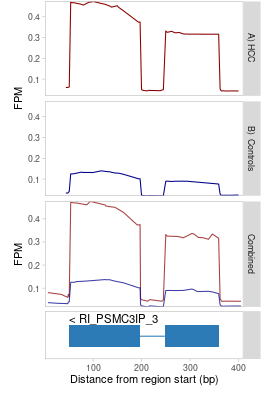 0.4
0.3
0.2
0.1
A) HCC
FPM
0.4
0.3
0.2
0.1
B) Controls
0.4
0.3
0.2
0.1
Combined
FPM
< RI_PSMC3IP_3
100
200
300
400
Distance from region start (bp)